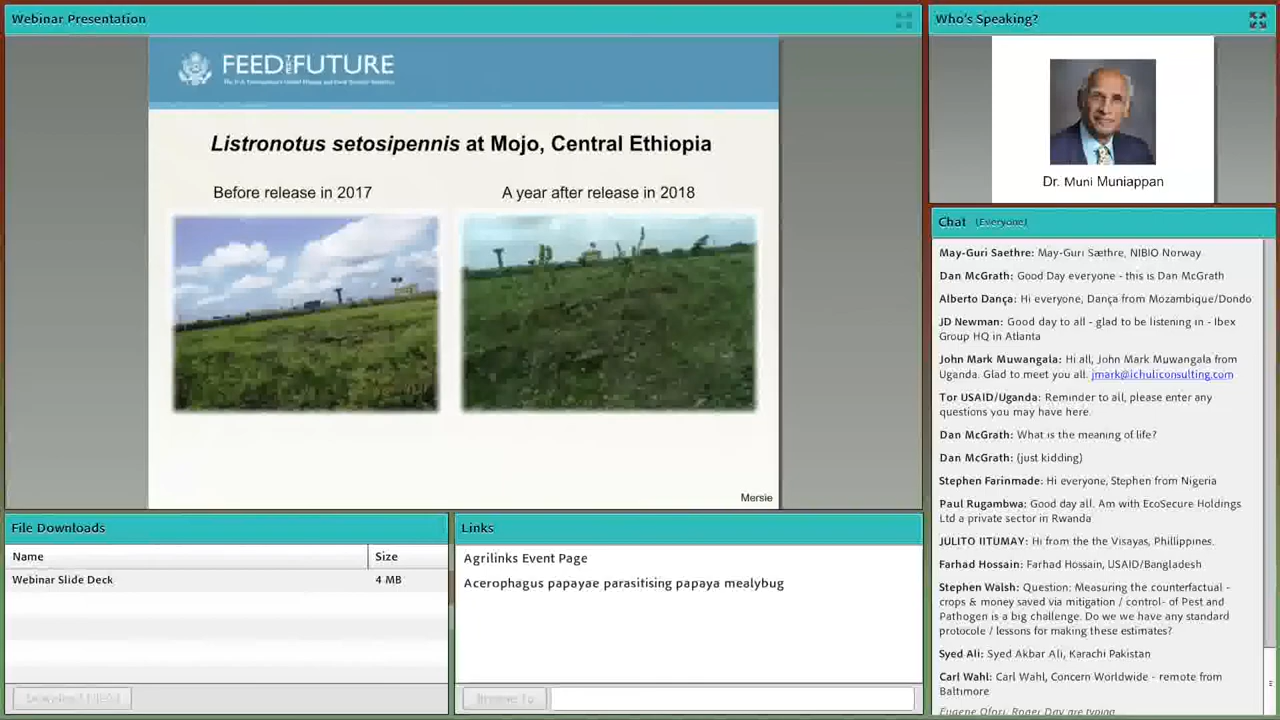 Webinar Presentation
FEED THE FUTURE
The U.S. Government's Global Hunger and Food Security Initiative
Listronotus setosipennis at Mojo, Central Ethiopia
Before release in 2017
A year after release in 2018
Mersie
Who's Speaking?
Dr. Muni Muniappan
Chat (Everyone)
May-Guri Saethre: May-Guri Sæthre, NIBIO Norway
Dan McGrath: Good Day everyone - this is Dan McGrath
Alberto Dança: Hi everyone, Dança from Mozambique/Dondo
JD Newman: Good day to all - glad to be listening in - Ibex
Group HQ in Atlanta
John Mark Muwangala: Hi all, John Mark Muwangala from
Uganda. Glad to meet you all. jmark@ichuliconsulting.com
Tor USAID/Uganda: Reminder to all, please enter any
questions you may have here.
Dan McGrath: What is the meaning of life?
Dan McGrath: (just kidding)
Stephen Farinmade: Hi everyone, Stephen from Nigeria
Paul Rugambwa: Good day all. Am with EcoSecure Holdings
Ltd a private sector in Rwanda
JULITO IITUMAY: Hi from the the Visayas, Phillippines.
Farhad Hossain: Farhad Hossain, USAID/Bangladesh
Stephen Walsh: Question: Measuring the counterfactual -
crops & money saved via mitigation / control- of Pest and
Pathogen is a big challenge. Do we we have any standard
protocole / lessons for making these estimates?
Syed Ali: Syed Akbar Ali, Karachi Pakistan
Carl Wahl: Carl Wahl, Concern Worldwide - remote from
Baltimore
Eugene Ofori, Roger Day are typing
File Downloads
Name Size
Webinar Slide Deck 4 MB
Links
Agrilinks Event Page
Acerophagus papayae parasitising papaya mealybug
Browse To